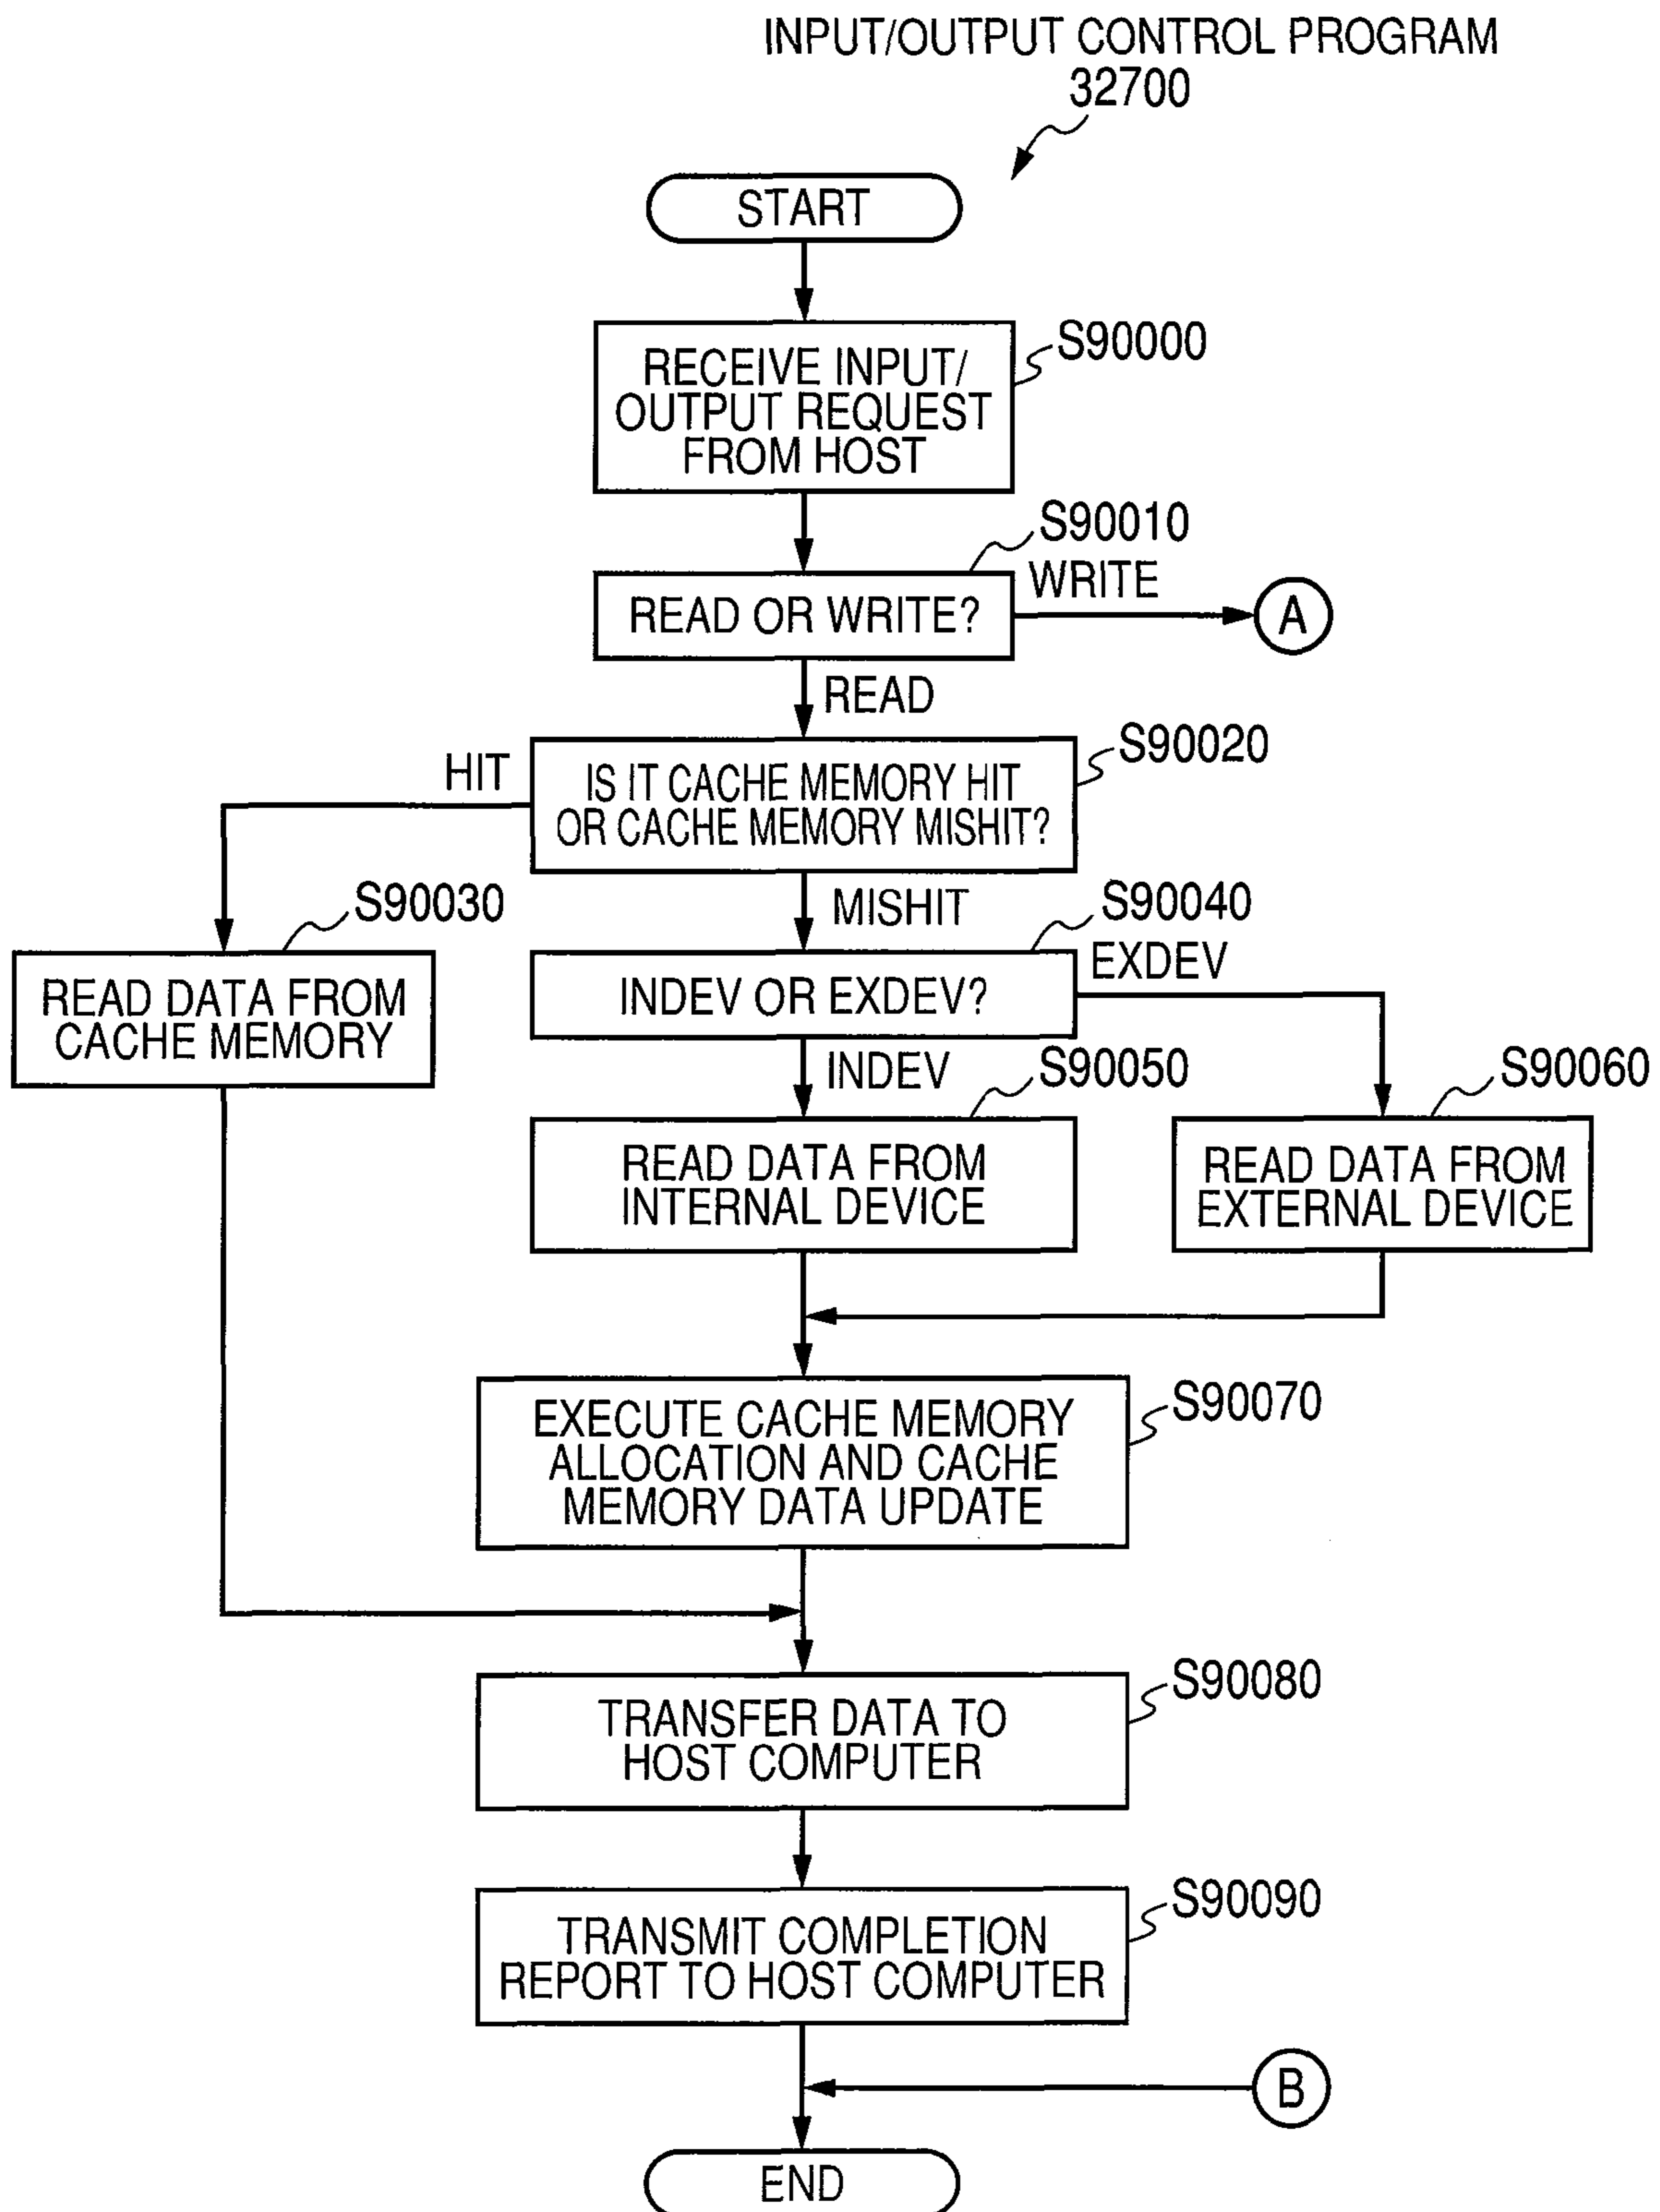 INPUT/OUTPUT CONTROL PROGRAM
32700
START
S90000
RECEIVE INPUT/
OUTPUT REQUEST
FROM HOST
S90010
WRITE
READ OR WRITE?
A
READ
S90020
HIT
IS IT CACHE MEMORY HIT
OR CACHE MEMORY MISHIT?
S90030
MISHIT
S90040
EXDEV
READ DATA FROM
CACHE MEMORY
INDEV OR EXDEV?
INDEV
S90050
S90060
READ DATA FROM
INTERNAL DEVICE
READ DATA FROM
EXTERNAL DEVICE
S90070
EXECUTE CACHE MEMORY
ALLOCATION AND CACHE
MEMORY DATA UPDATE
S90080
TRANSFER DATA TO
HOST COMPUTER
S90090
TRANSMIT COMPLETION
REPORT TO HOST COMPUTER
B
END